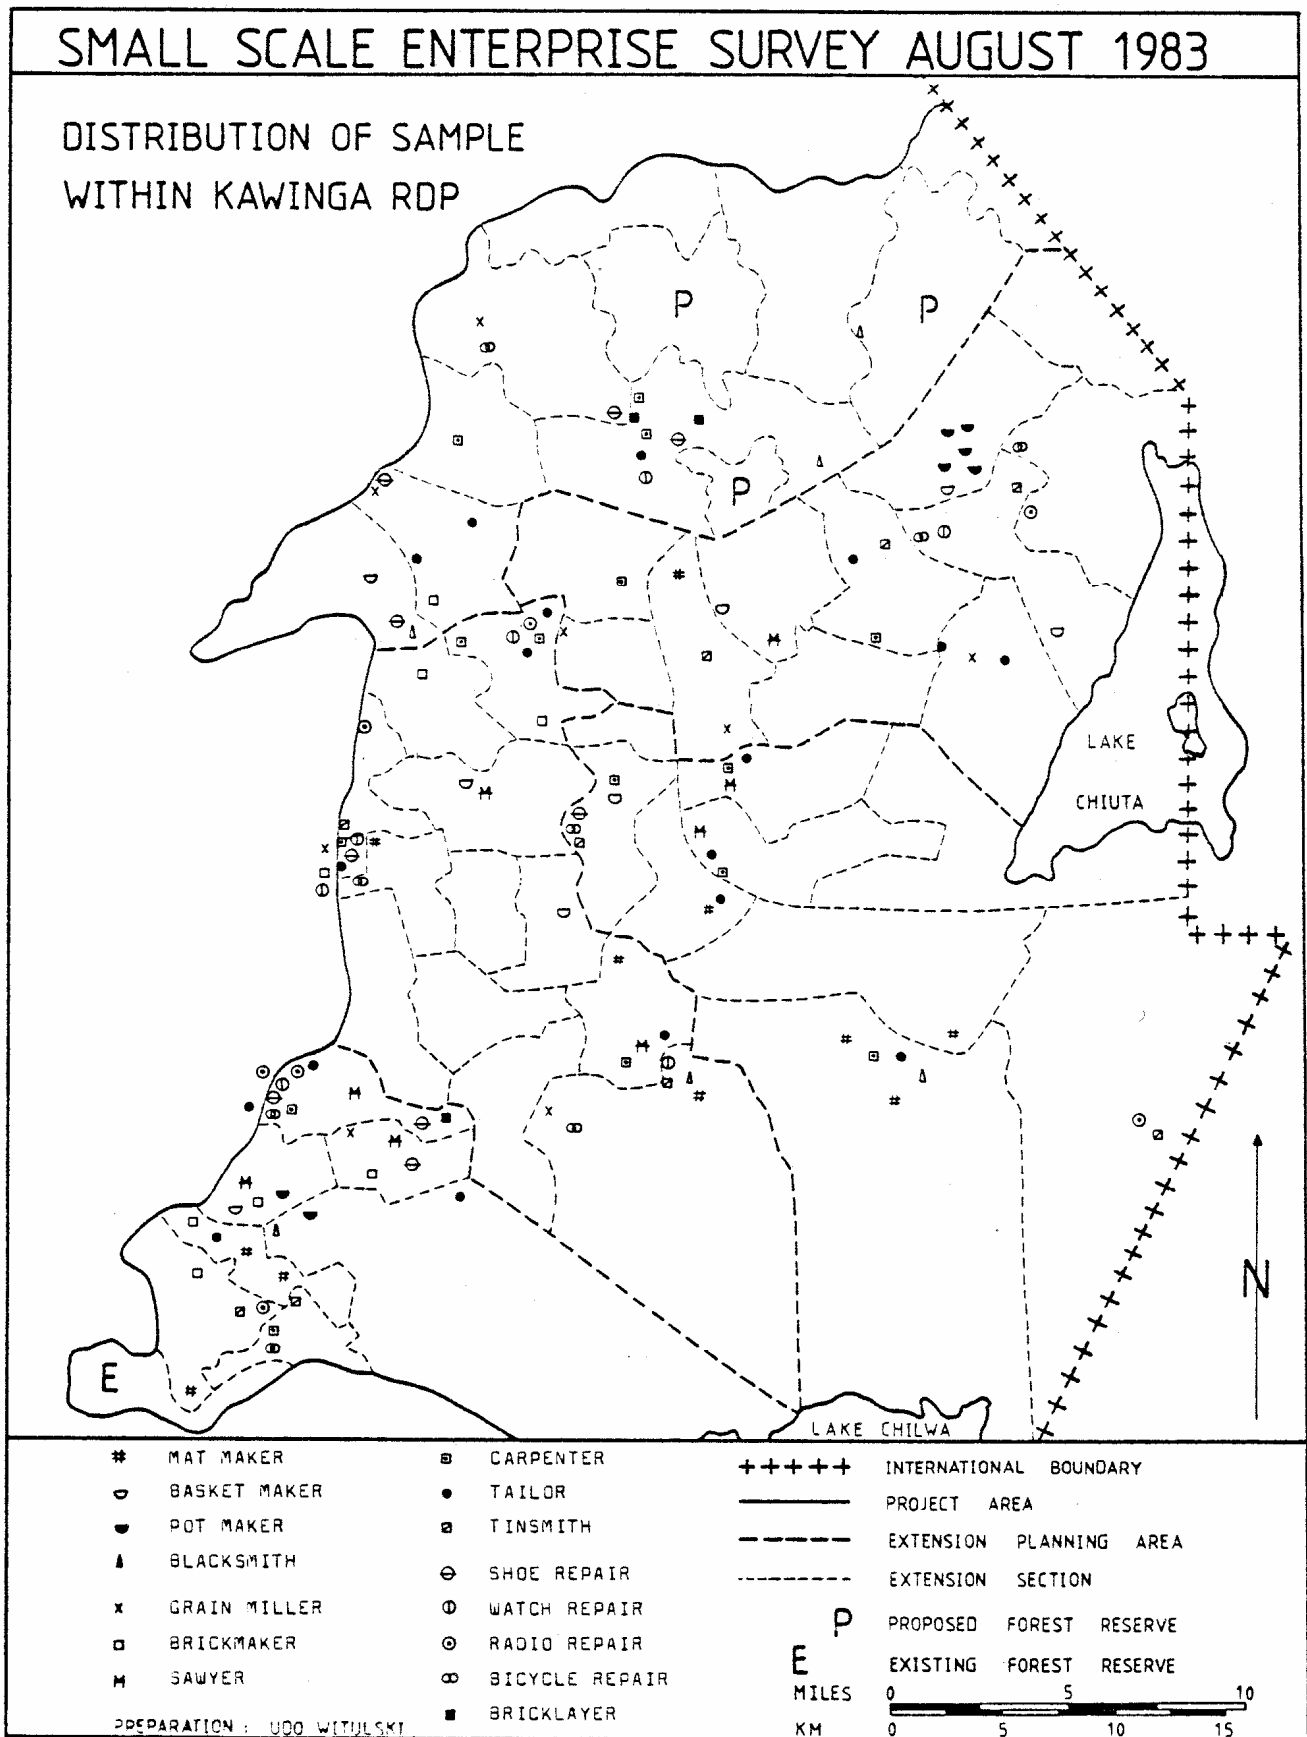 SMALL SCALE ENTERPRISE SURVEY AUGUST 1983
DISTRIBUTION OF SAMPLE
WITHIN KAWINGA RDP
P
P
P
LAKE
CHIUTA
N
E
LAKE CHILWA
MAT MAKER
BASKET MAKER
POT MAKER
BLACKSMITH
GRAIN MILLER
BRICKMAKER
SAWYER
PREPARATION : UDO WITULSKI
CARPENTER
TAILOR
TINSMITH
SHOE REPAIR
WATCH REPAIR
RADIO REPAIR
BICYCLE REPAIR
BRICKLAYER
INTERNATIONAL BOUNDARY
PROJECT AREA
EXTENSION PLANNING AREA
EXTENSION SECTION
P PROPOSED FOREST RESERVE
E EXISTING FOREST RESERVE
MILES 0 5 10
KM 0 5 10 15